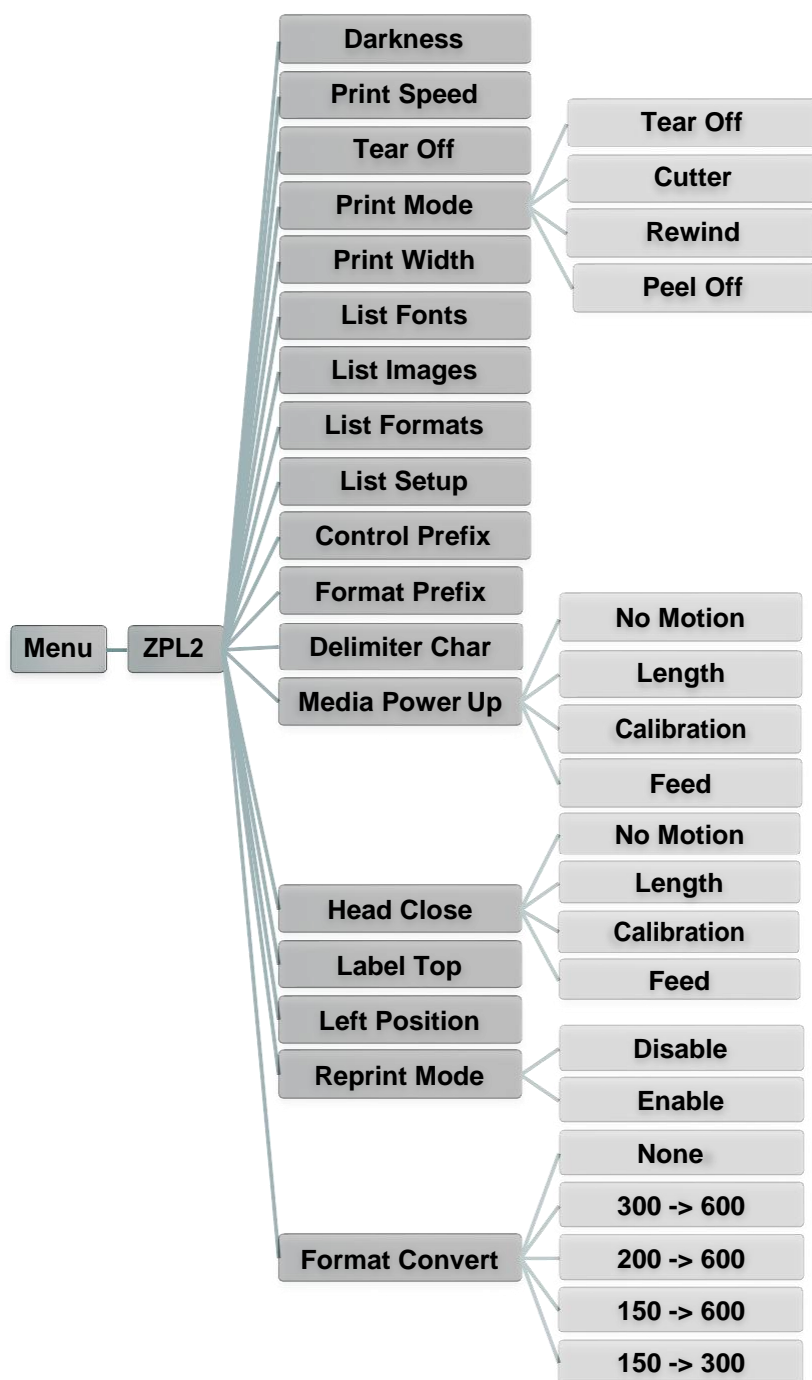 Darkness
Print Speed
Tear Off
Tear Off
Print Mode
Cutter
Print Width
Rewind
List Fonts
Peel Off
List Images
List Formats
List Setup
Control Prefix
Format Prefix
No Motion
Menu
ZPL2
Delimiter Char
Length
Media Power Up
Calibration
Feed
No Motion
Head Close
Length
Calibration
Label Top
Feed
Left Position
Disable
Reprint Mode
Enable
None
300 -> 600
Format Convert
200 -> 600
150 -> 600
150 -> 300